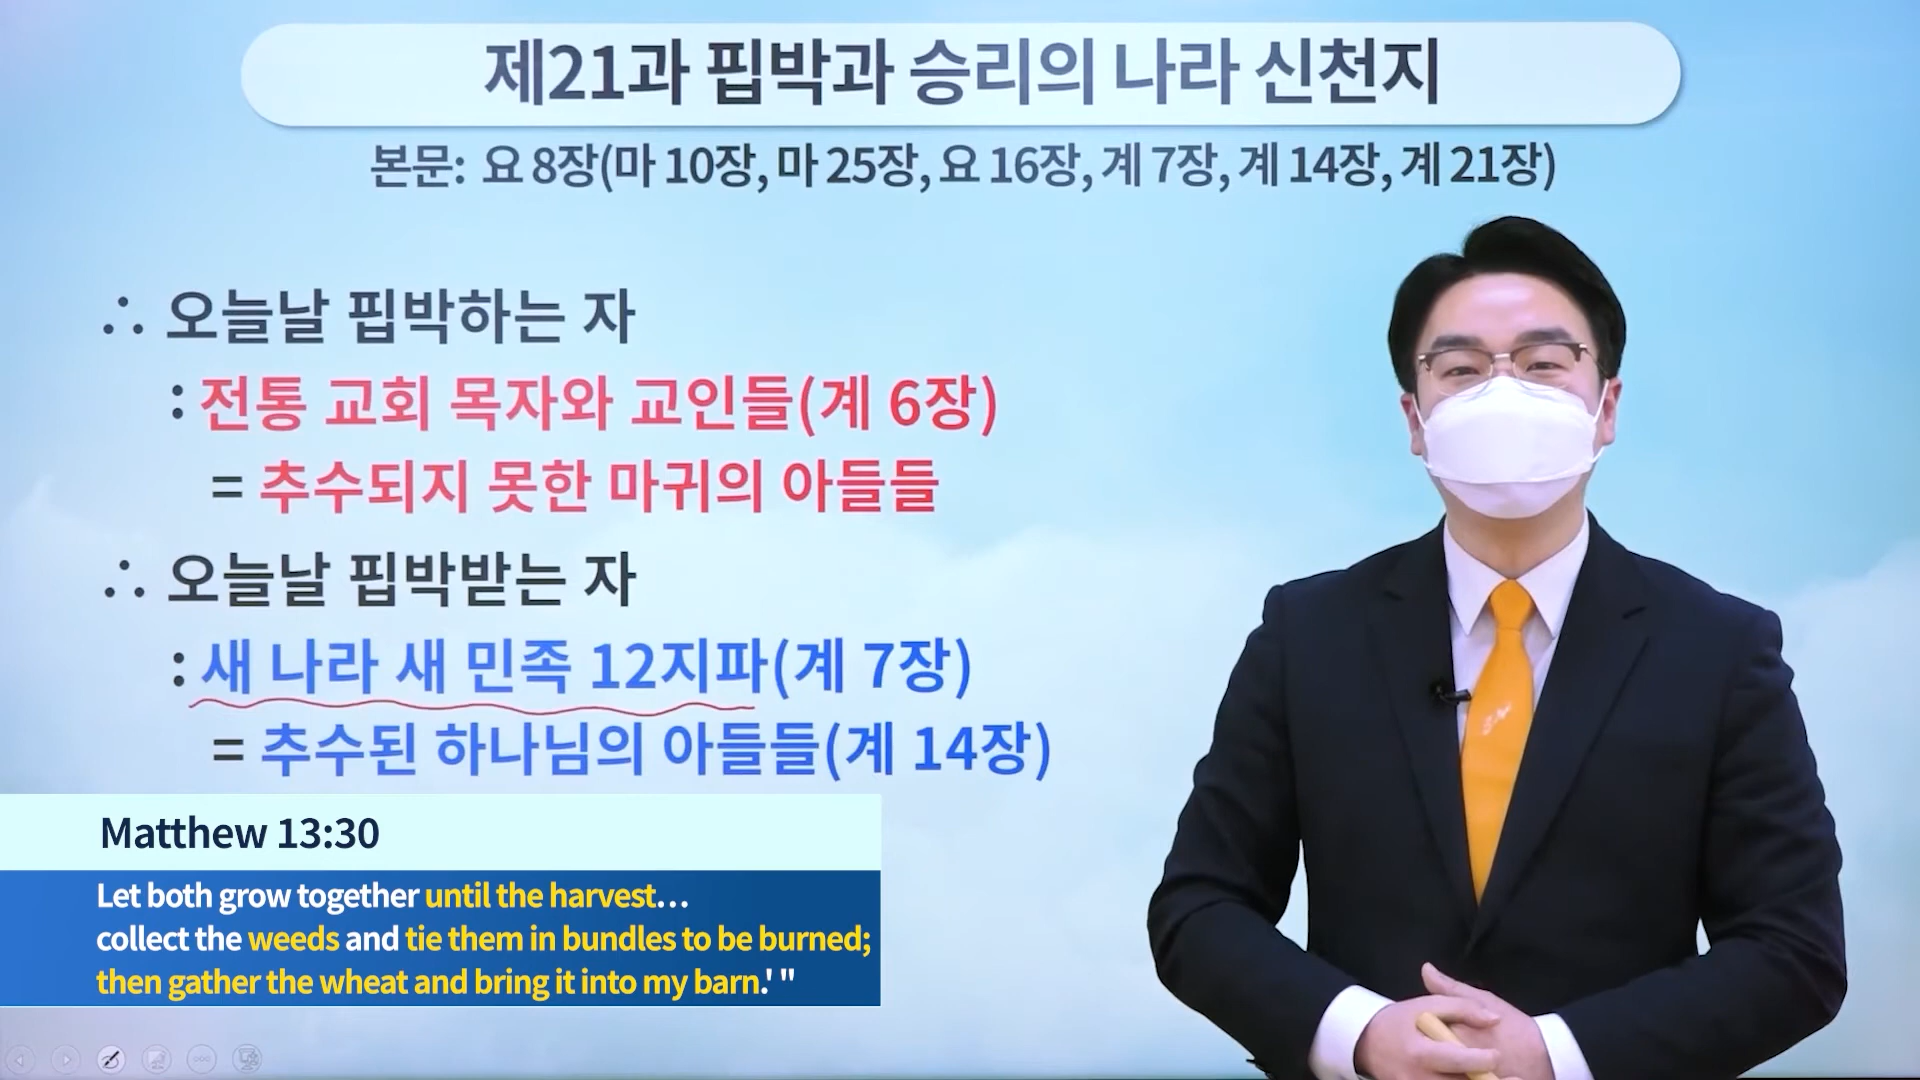 제21과 핍박과 승리의 나라 신천지
본문: 요 8장(마 10장, 마 25장, 요 16장, 계 7장, 계 14장, 계 21장)
∴ 오늘날 핍박하는 자
: 전통 교회 목자와 교인들(계 6장)
= 추수되지 못한 마귀의 아들들
∴ 오늘날 핍박받는 자
: 새 나라 새 민족 12지파(계 7장)
= 추수된 하나님의 아들들(계 14장)
Matthew 13:30
Let both grow together until the harvest…
collect the weeds and tie them in bundles to be burned;
then gather the wheat and bring it into my barn.' "